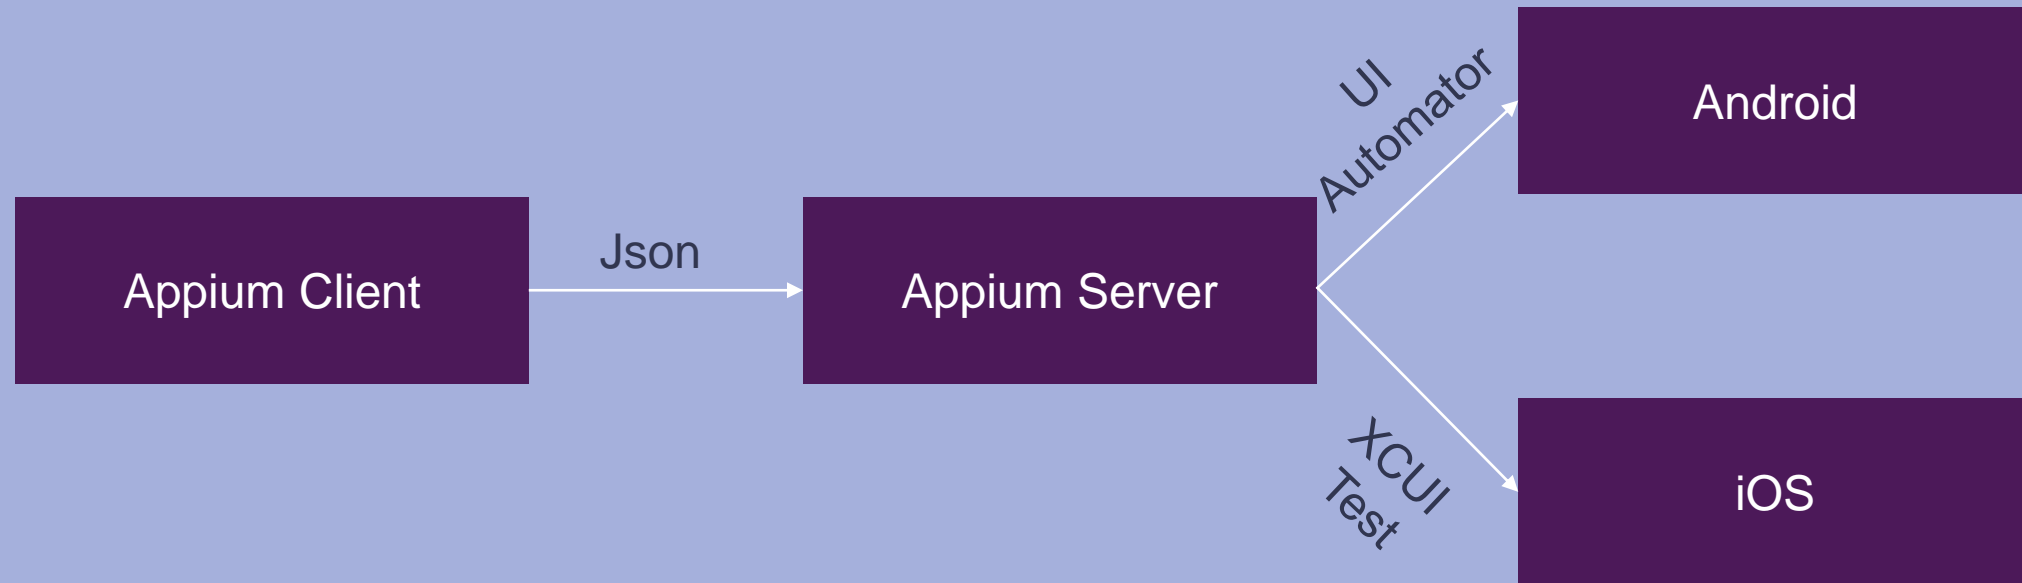 Appium Client
Json
Appium Server
UI
Automator
Android
XCUI
Test
iOS